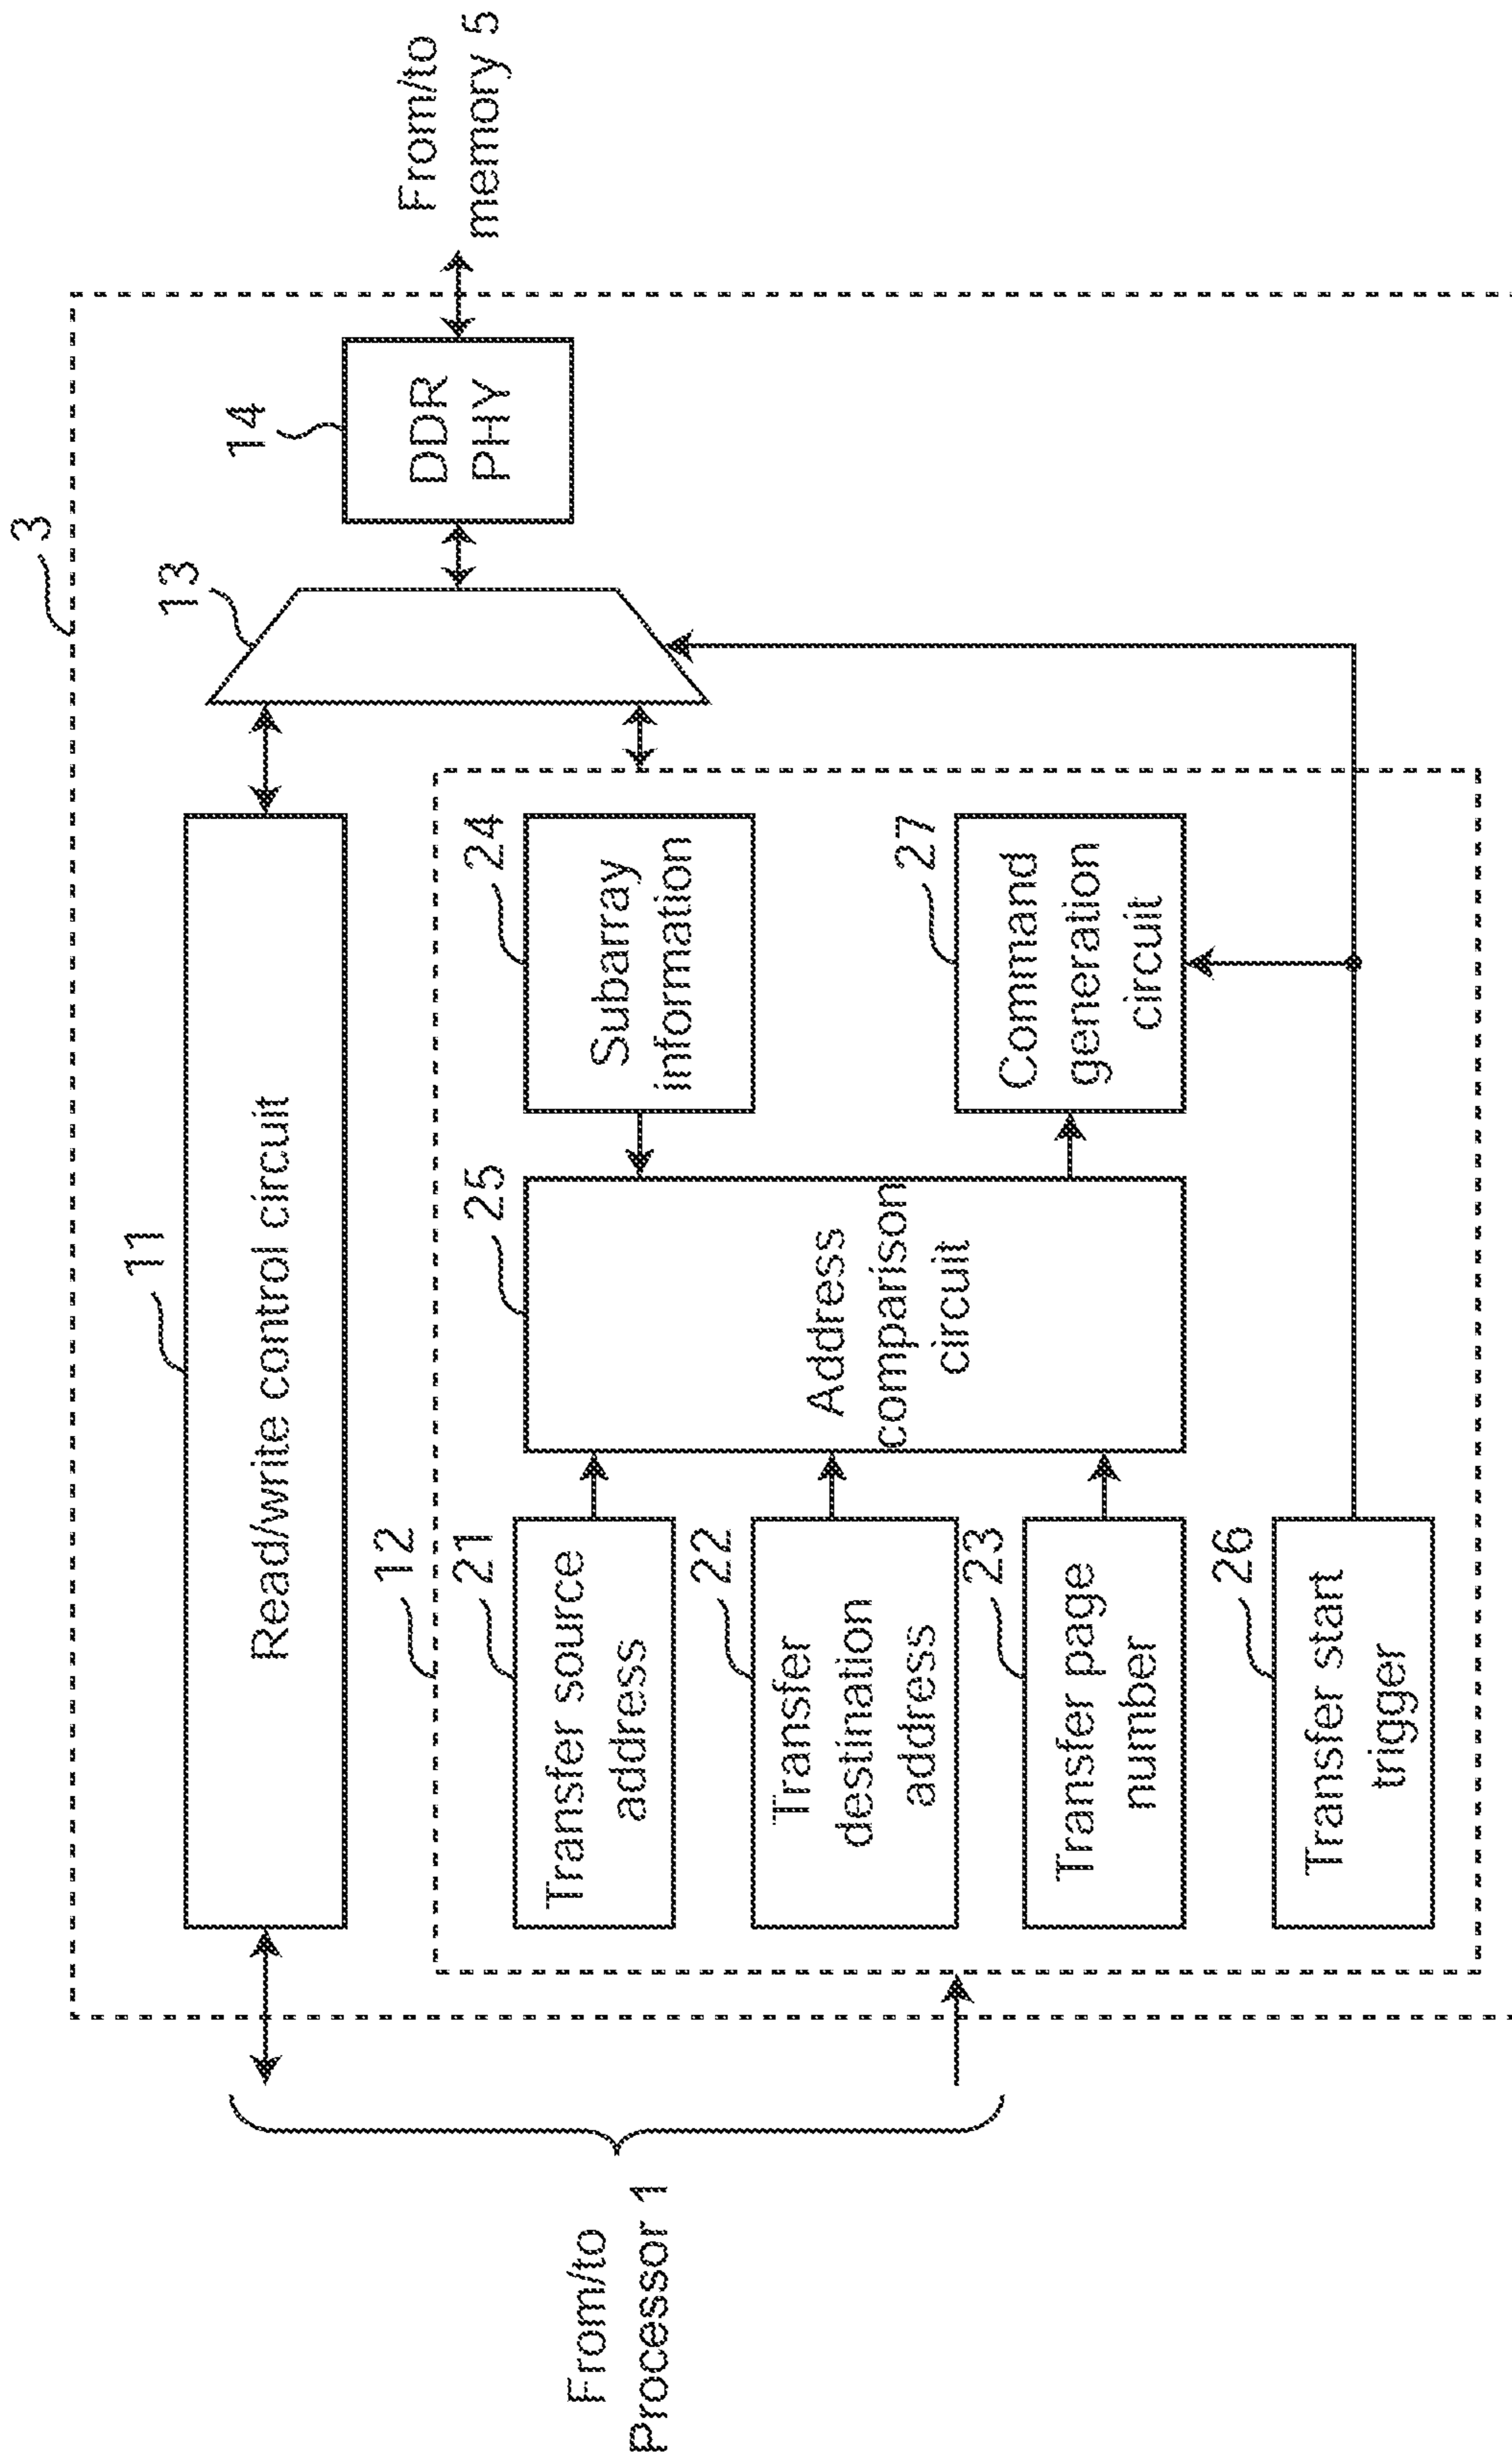 3
11
Read/write control circuit
13
14
DDR
PHY
From/to
memory 5
From/to
Processor 1
12
21
Transfer source
address
22
Transfer
destination
address
23
Transfer page
number
26
Transfer start
trigger
25
Address
comparison
circuit
24
Subarray
information
27
Command
generation
circuit